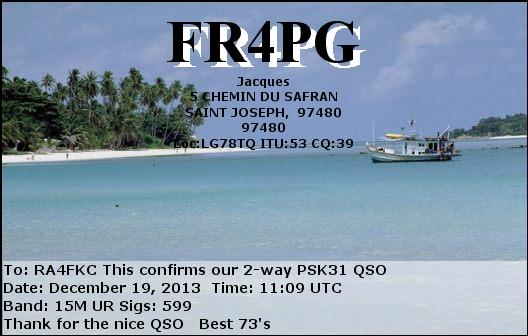 FR4PG
Jacques
5 CHEMIN DU SAFRAN
SAINT JOSEPH, 97480
97480
Loc:LG78TQ ITU:53 CQ:39
To: RA4FKC This confirms our 2-way PSK31 QSO
Date: December 19, 2013 Time: 11:09 UTC
Band: 15M UR Sigs: 599
Thank for the nice QSO Best 73's